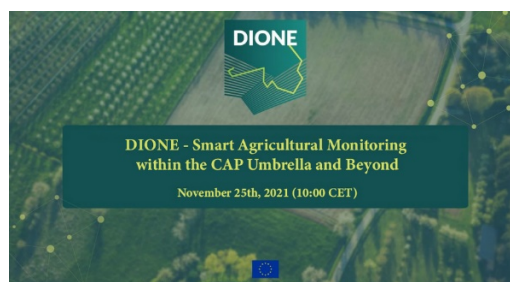 DIONE
DIONE - Smart Agricultural Monitoring
within the CAP Umbrella and Beyond
November 25th, 2021 (10:00 CET)